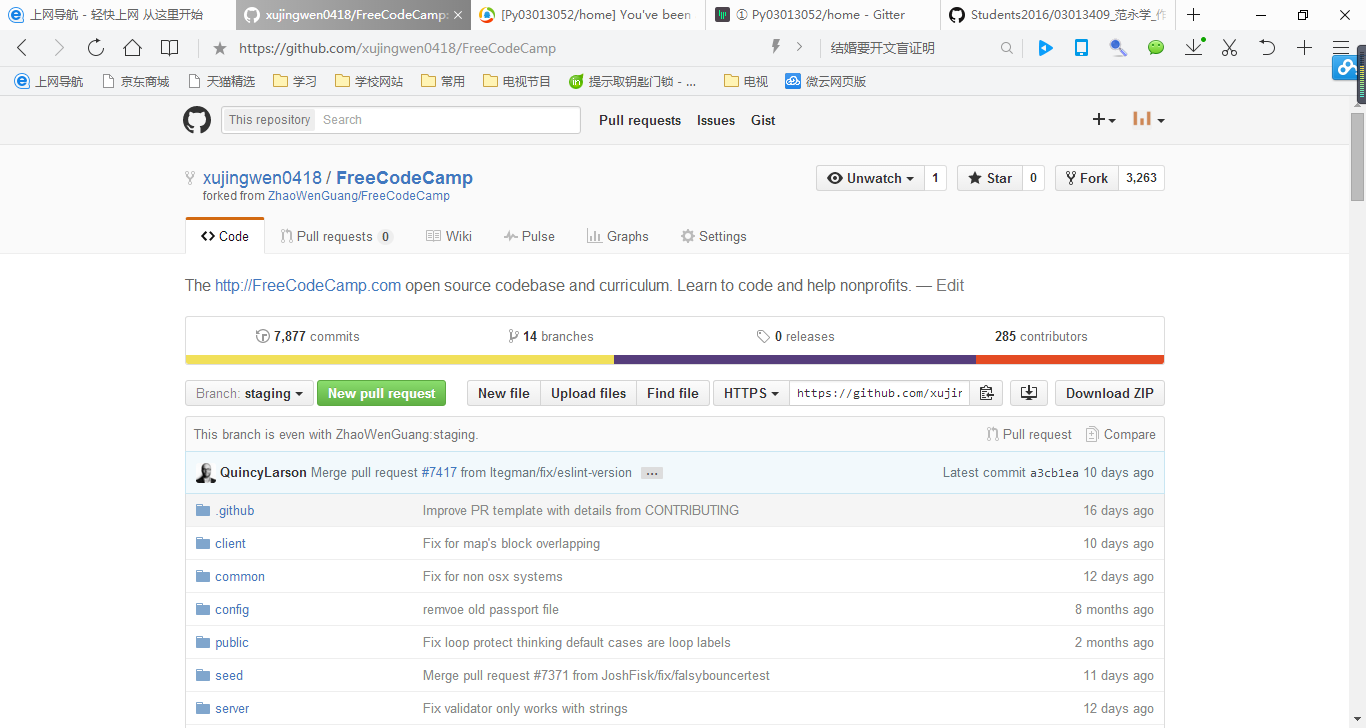 上网导航 - 轻快上网 从这里开始
xujingwen0418/FreeCodeCamp:
[Py03013052/home] You've been
① Py03013052/home - Gitter
Students2016/03013409_范永学_作
https://github.com/xujingwen0418/FreeCodeCamp
结婚要开文盲证明
上网导航 京东商城 天猫精选 学习 学校网站 常用 电视节目 提示取钥匙门锁 - ... 电视 微云网页版
This repository Search Pull requests Issues Gist
xujingwen0418 / FreeCodeCamp
forked from ZhaoWenGuang/FreeCodeCamp
Unwatch 1 Star 0 Fork 3,263
Code Pull requests 0 Wiki Pulse Graphs Settings
The http://FreeCodeCamp.com open source codebase and curriculum. Learn to code and help nonprofits. — Edit
7,877 commits 14 branches 0 releases 285 contributors
Branch: staging New pull request New file Upload files Find file HTTPS https://github.com/xujir Download ZIP
This branch is even with ZhaoWenGuang:staging. Pull request Compare
QuincyLarson Merge pull request #7417 from ltegman/fix/eslint-version ... Latest commit a3cb1ea 10 days ago
.github Improve PR template with details from CONTRIBUTING 16 days ago
client Fix for map's block overlapping 10 days ago
common Fix for non osx systems 12 days ago
config remvoe old passport file 8 months ago
public Fix loop protect thinking default cases are loop labels 2 months ago
seed Merge pull request #7371 from JoshFisk/fix/falsybouncertest 11 days ago
server Fix validator only works with strings 12 days ago